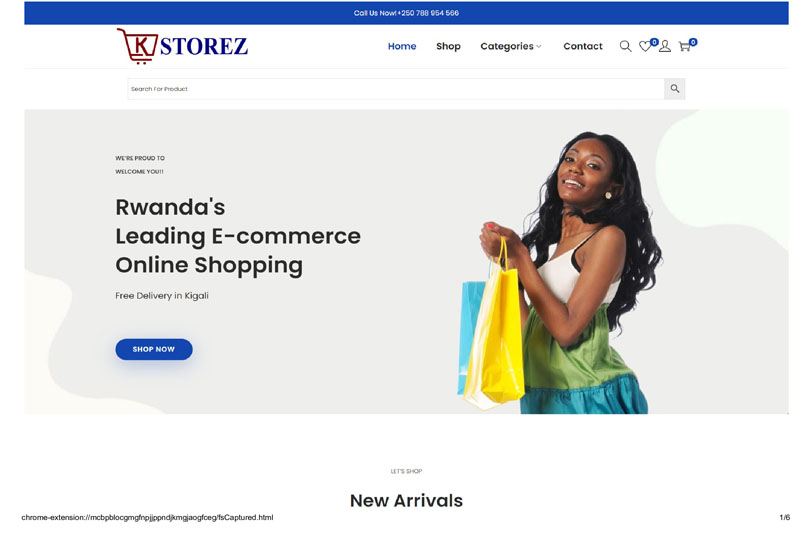 Call Us Now!+250 788 954 566
K STOREZ
Home Shop Categories Contact 0 0
Search For Product
WE'RE PROUD TO
WELCOME YOU!!
Rwanda's
Leading E-commerce
Online Shopping
Free Delivery in Kigali
SHOP NOW
LET'S SHOP
New Arrivals
chrome-extension://mcbpblocgmgfnpjjppndjkmgjaogfceg/fsCaptured.html 1/6